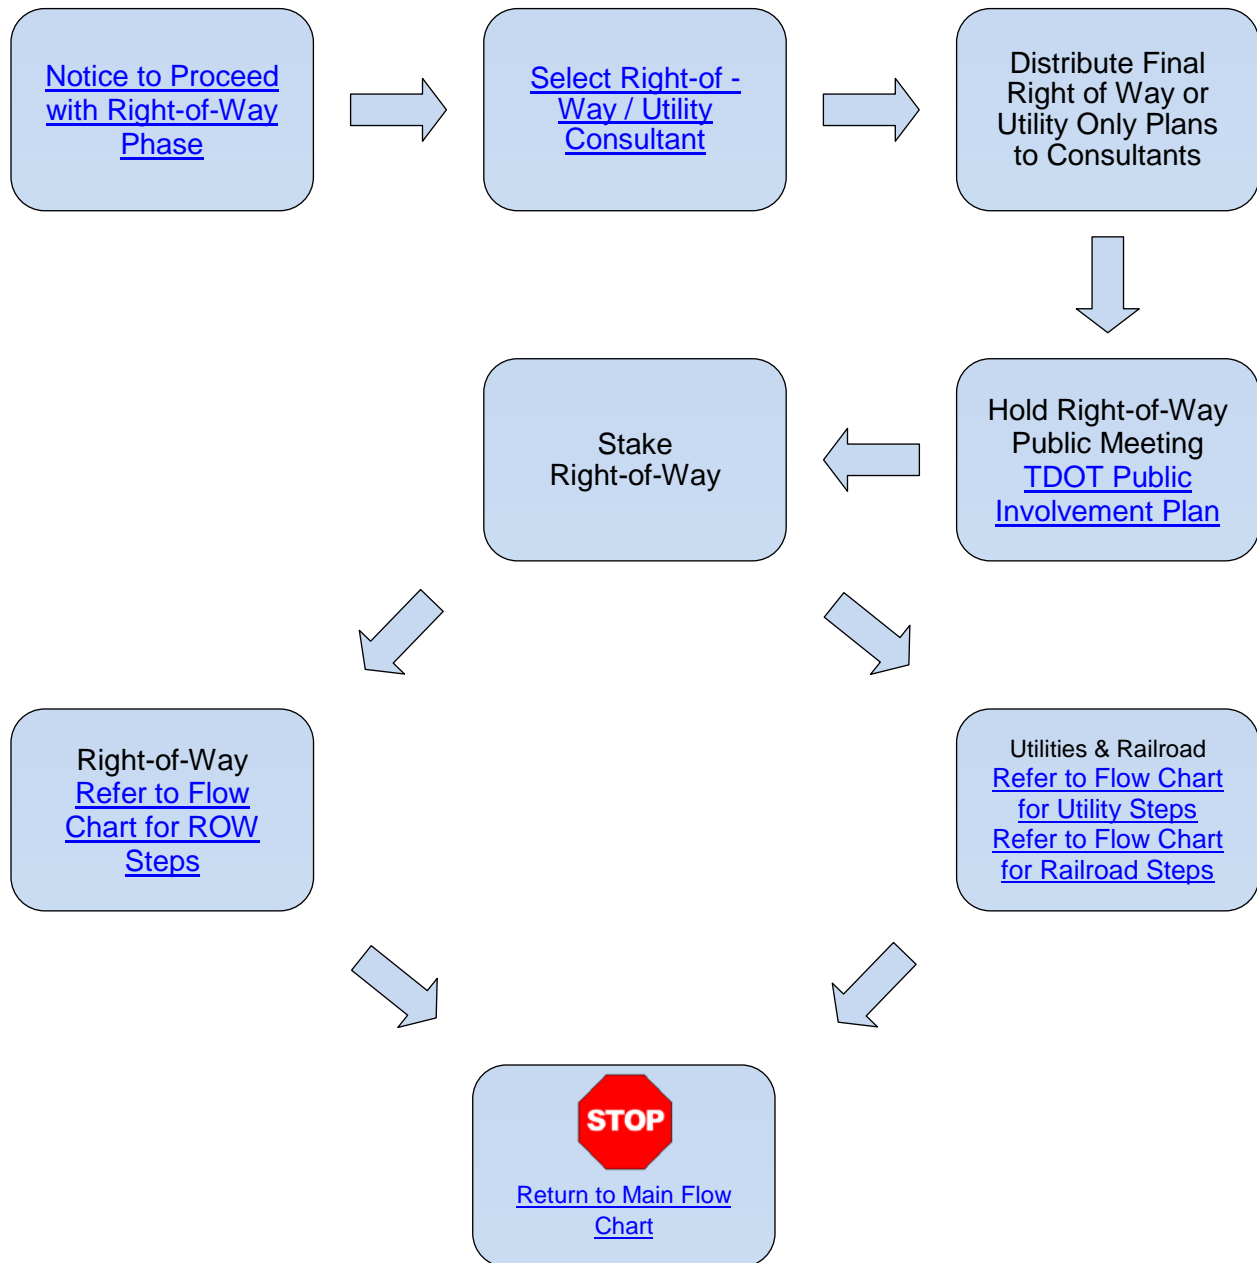 Notice to Proceed
with Right-of-Way
Phase
Select Right-of -
Way / Utility
Consultant
Distribute Final
Right of Way or
Utility Only Plans
to Consultants
Hold Right-of-Way
Public Meeting
TDOT Public
Involvement Plan
Stake
Right-of-Way
Right-of-Way
Refer to Flow
Chart for ROW
Steps
Utilities & Railroad
Refer to Flow Chart
for Utility Steps
Refer to Flow Chart
for Railroad Steps
STOP
Return to Main Flow
Chart